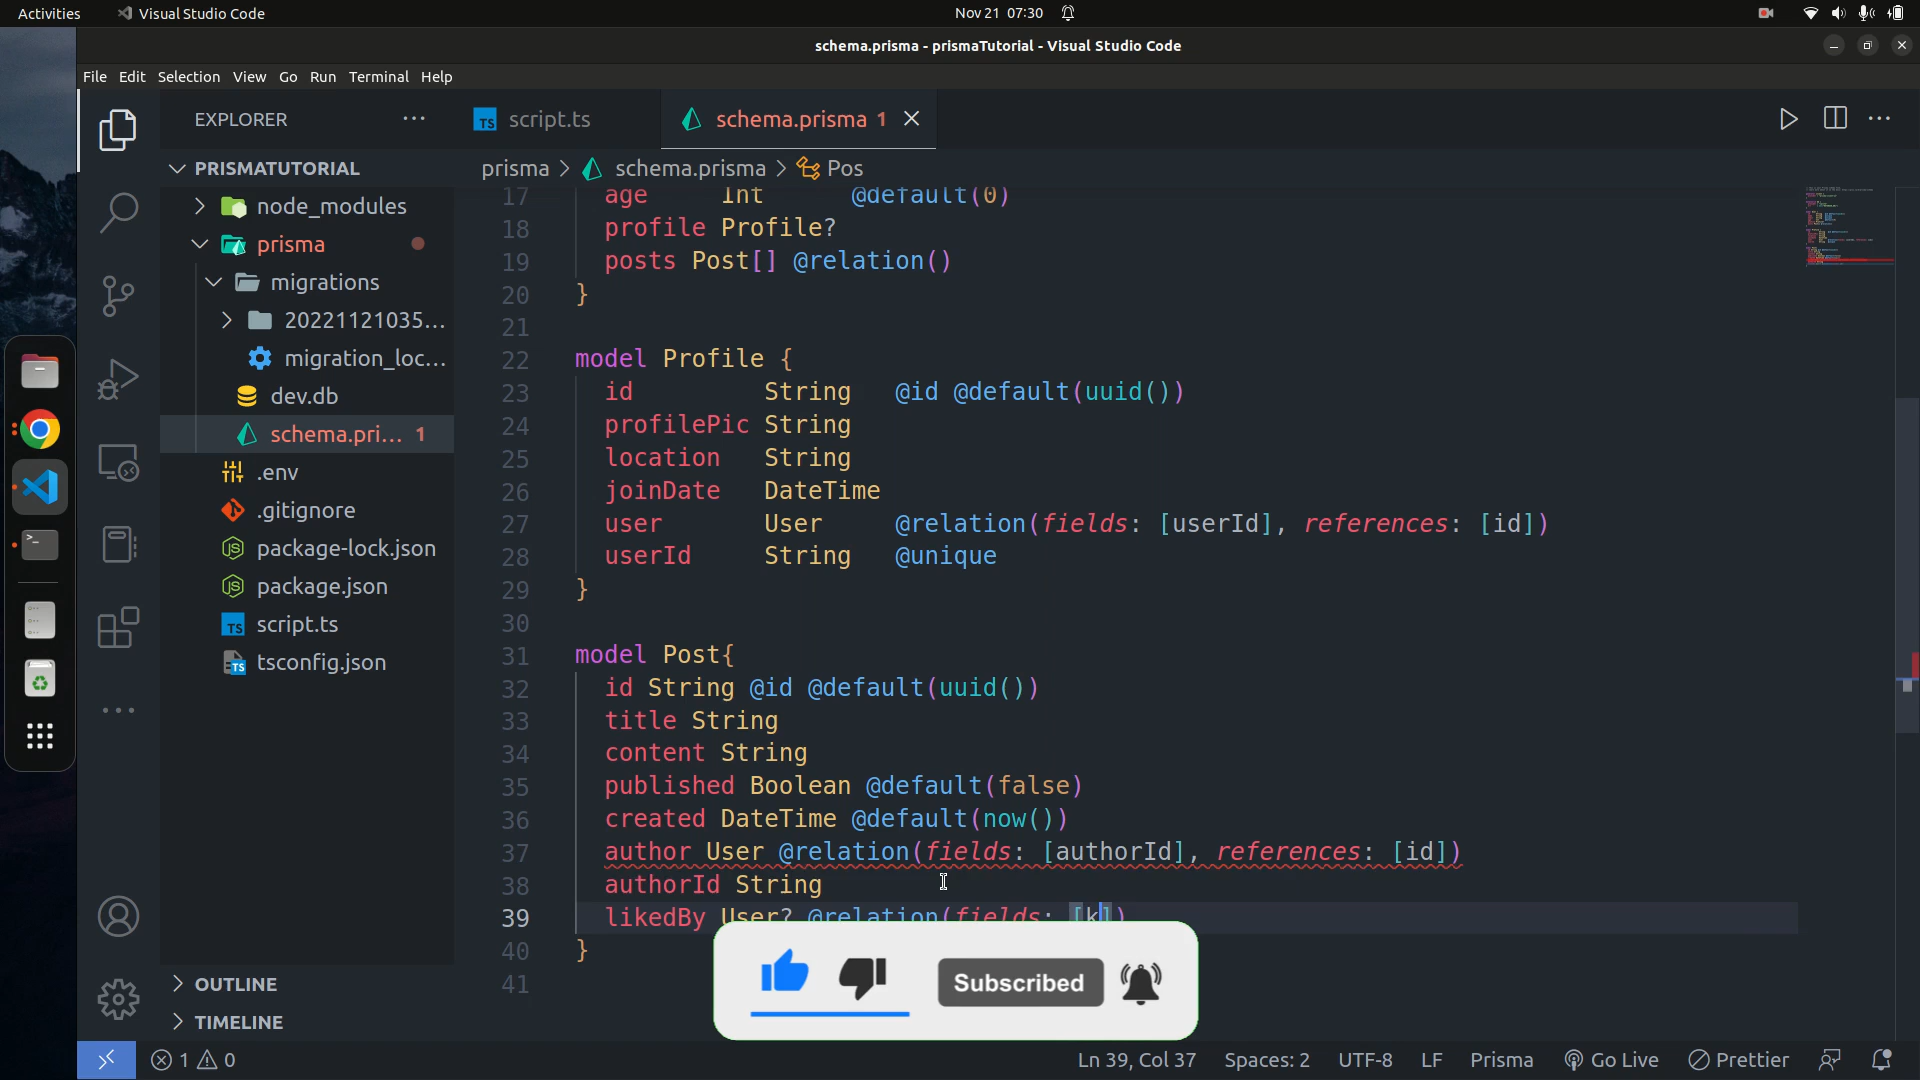 Activities
Visual Studio Code
Nov 21 07:30
schema.prisma - prismaTutorial - Visual Studio Code
File Edit Selection View Go Run Terminal Help
EXPLORER
script.ts
schema.prisma 1
PRISMATUTORIAL
prisma > schema.prisma > Pos
node_modules
prisma
migrations
20221121035...
migration_loc...
dev.db
schema.pri... 1
.env
.gitignore
package-lock.json
package.json
script.ts
tsconfig.json
OUTLINE
TIMELINE
17 age Int @default(0)
18 profile Profile?
19 posts Post[] @relation()
20 }
21
22 model Profile {
23 id String @id @default(uuid())
24 profilePic String
25 location String
26 joinDate DateTime
27 user User @relation(fields: [userId], references: [id])
28 userId String @unique
29 }
30
31 model Post{
32 id String @id @default(uuid())
33 title String
34 content String
35 published Boolean @default(false)
36 created DateTime @default(now())
37 author User @relation(fields: [authorId], references: [id])
38 authorId String
39 likedBy User? @relation(fields: [k])
40 }
41
Subscribed
1 0
Ln 39, Col 37
Spaces: 2
UTF-8
LF
Prisma
Go Live
Prettier